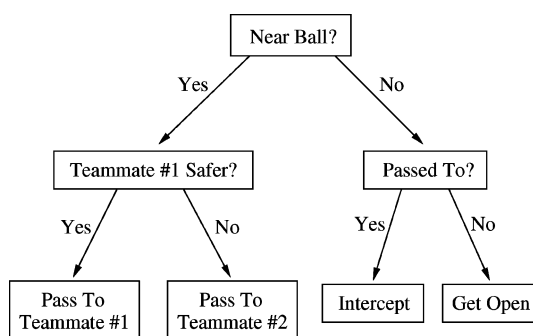 Near Ball?
Yes
No
Teammate #1 Safer?
Passed To?
Yes
No
Yes
No
Pass To
Teammate #1
Pass To
Teammate #2
Intercept
Get Open